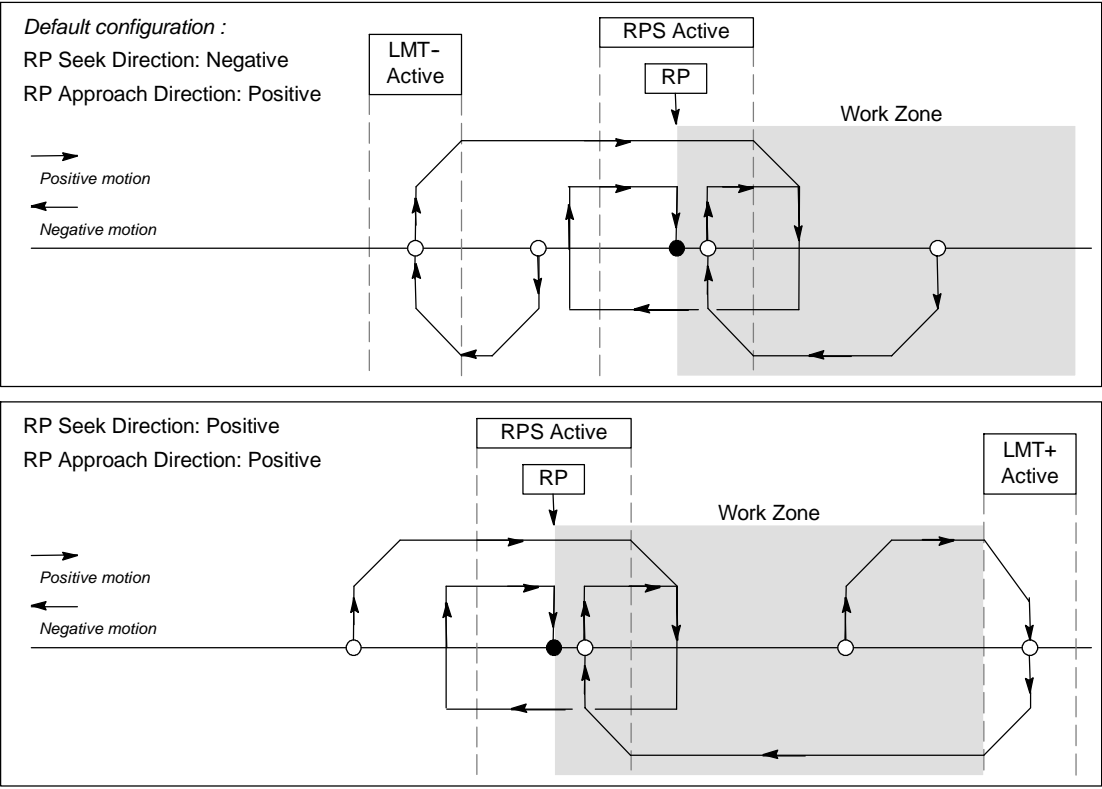 Default configuration :
RP Seek Direction: Negative
RP Approach Direction: Positive
LMT-
Active
RPS Active
RP
Work Zone
Positive motion
Negative motion
RP Seek Direction: Positive
RP Approach Direction: Positive
RPS Active
RP
LMT+
Active
Work Zone
Positive motion
Negative motion